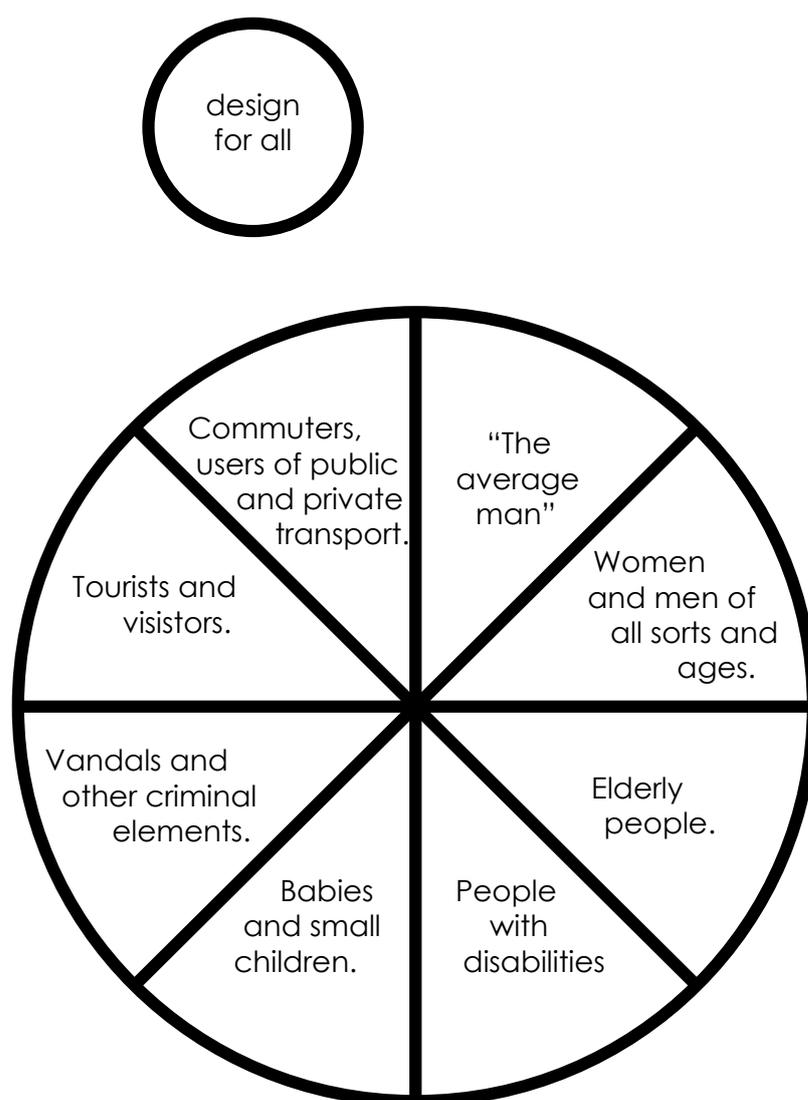 design
for all
Commuters,
users of public
and private
transport.
“The
average
man”
Women
and men of
all sorts and
ages.
Tourists and
visistors.
Vandals and
other criminal
elements.
Elderly
people.
Babies
and small
children.
People
with
disabilities